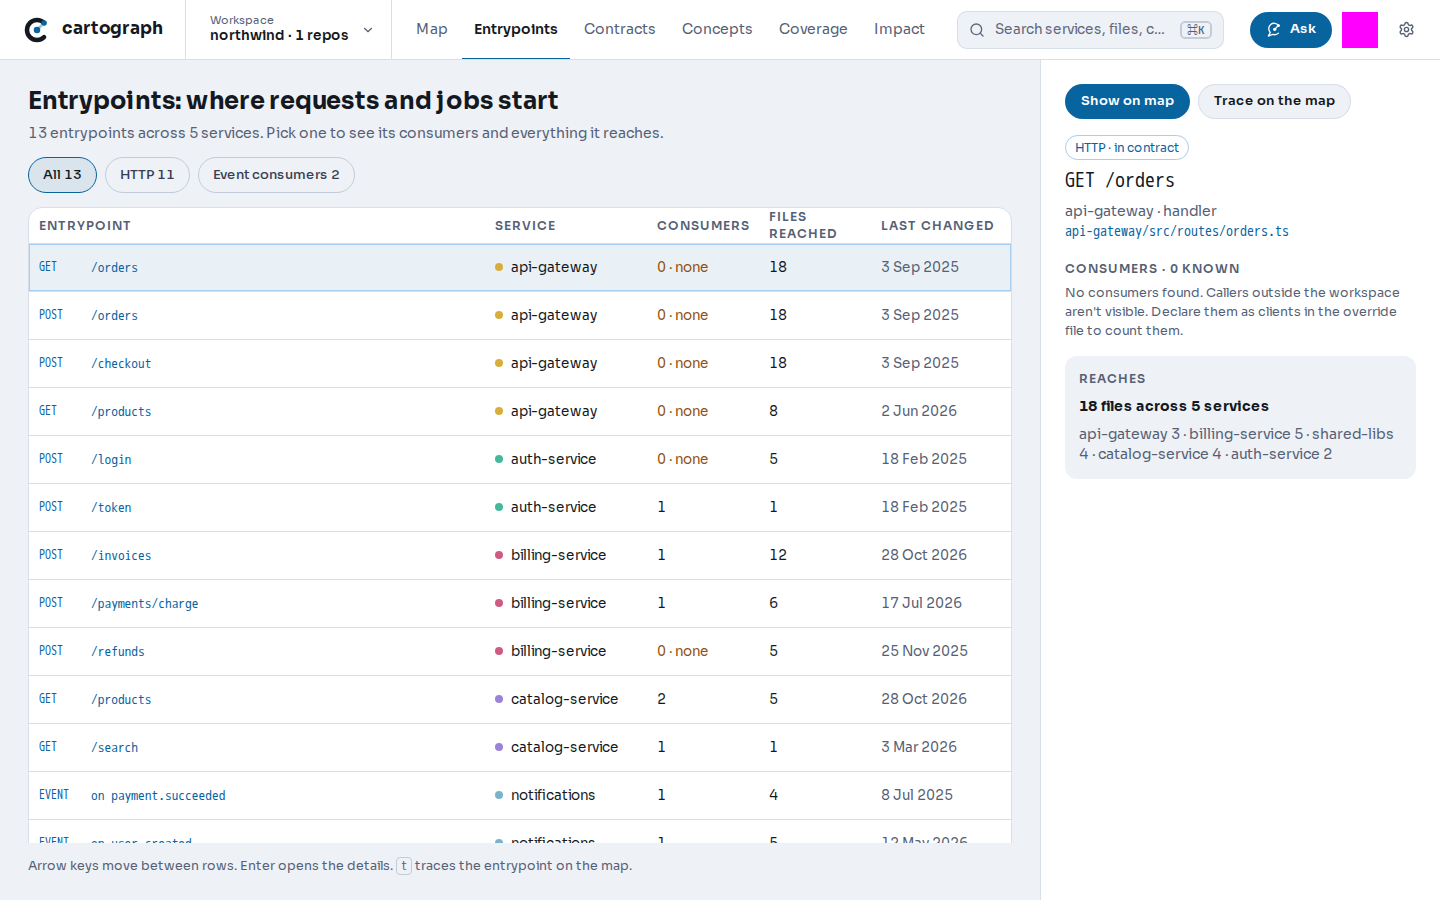 cartograph
Workspace
northwind · 1 repos
Map
Entrypoints
Contracts
Concepts
Coverage
Impact
Search services, files, c...
⌘K
Ask
Entrypoints: where requests and jobs start
13 entrypoints across 5 services. Pick one to see its consumers and everything it reaches.
All 13
HTTP 11
Event consumers 2
ENTRYPOINT SERVICE CONSUMERS FILES REACHED LAST CHANGED
GET /orders api-gateway 0 · none 18 3 Sep 2025
POST /orders api-gateway 0 · none 18 3 Sep 2025
POST /checkout api-gateway 0 · none 18 3 Sep 2025
GET /products api-gateway 0 · none 8 2 Jun 2026
POST /login auth-service 0 · none 5 18 Feb 2025
POST /token auth-service 1 1 18 Feb 2025
POST /invoices billing-service 1 12 28 Oct 2026
POST /payments/charge billing-service 1 6 17 Jul 2026
POST /refunds billing-service 0 · none 5 25 Nov 2025
GET /products catalog-service 2 5 28 Oct 2026
GET /search catalog-service 1 1 3 Mar 2026
EVENT on payment.succeeded notifications 1 4 8 Jul 2025
EVENT on user.created notifications 1 5 12 May 2026
Arrow keys move between rows. Enter opens the details. t traces the entrypoint on the map.
Show on map
Trace on the map
HTTP · in contract
GET /orders
api-gateway · handler
api-gateway/src/routes/orders.ts
CONSUMERS · 0 KNOWN
No consumers found. Callers outside the workspace
aren't visible. Declare them as clients in the override
file to count them.
REACHES
18 files across 5 services
api-gateway 3 · billing-service 5 · shared-libs
4 · catalog-service 4 · auth-service 2